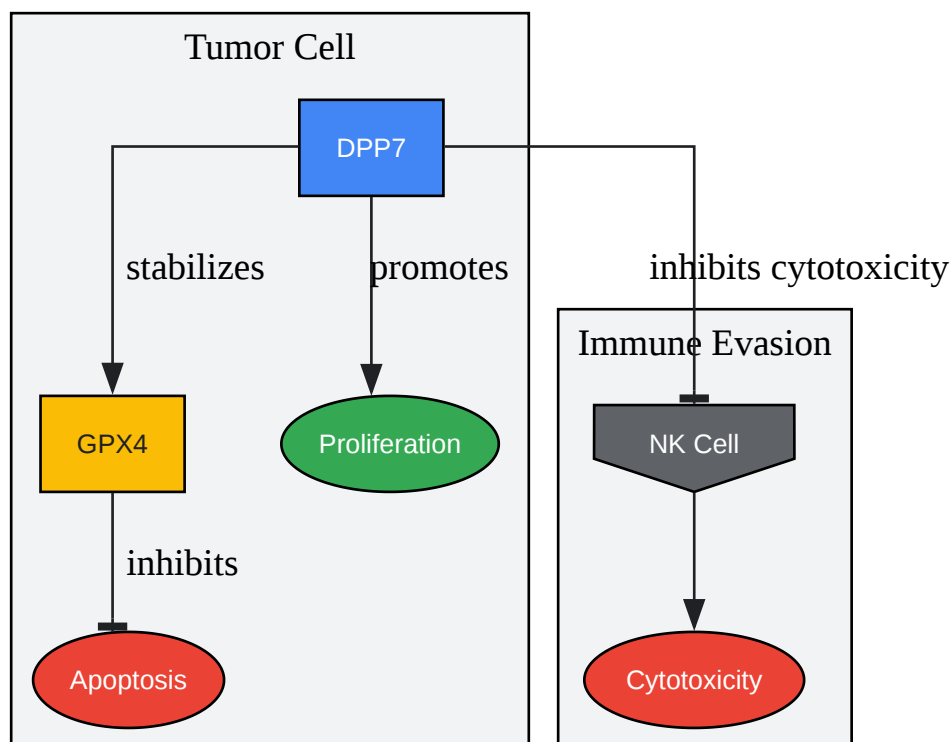 Tumor Cell
DPP7
stabilizes
promotes
inhibits cytotoxicity
Immune Evasion
GPX4
Proliferation
NK Cell
inhibits
Apoptosis
Cytotoxicity